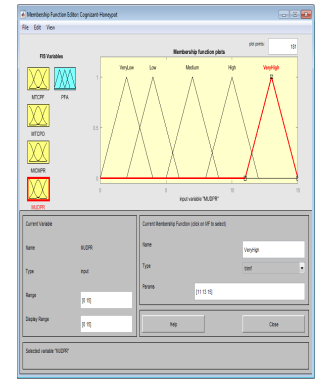 Membership Function Editor: Cognizant-Honeypot
File Edit View
FIS Variables
Membership function plots
plot points:
181
VeryLow Low Medium High VeryHigh
1
0.5
0
0 5 10 15
input variable "MUDPR"
MTCPF PFA
MTCPD
MICMPR
MUDPR
Current Variable
Name MUDPR
Type input
Range [0 15]
Display Range [0 15]
Current Membership Function (click on MF to select)
Name VeryHigh
Type trimf
Params [11 13 15]
Help Close
Selected variable "MUDPR"